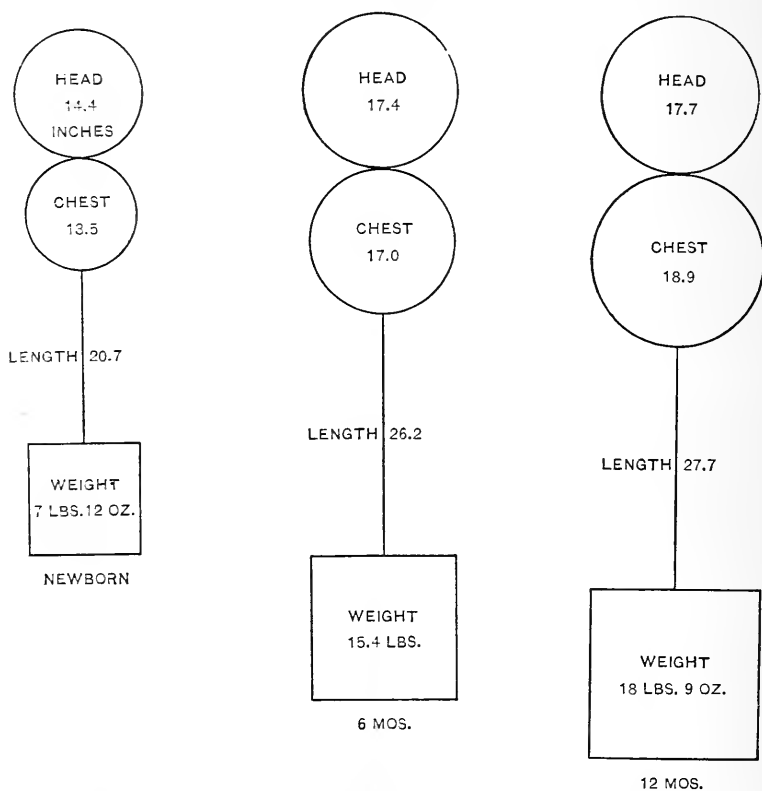 HEAD
14.4
INCHES
CHEST
13.5
LENGTH 20.7
WEIGHT
7 LBS. 12 OZ.
NEWBORN
HEAD
17.4
CHEST
17.0
LENGTH 26.2
WEIGHT
15.4 LBS.
6 MOS.
HEAD
17.7
CHEST
18.9
LENGTH 27.7
WEIGHT
18 LBS. 9 OZ.
12 MOS.